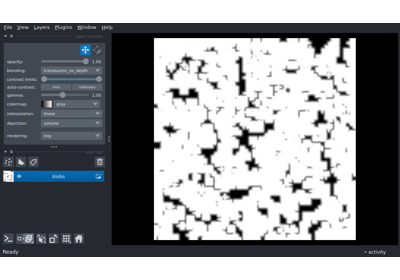 File View Layers Plugins Window Help
opacity: 1.00
blending: translucent_no_depth
contrast limits:
auto-contrast: once continuous
gamma: 1.00
colormap: gray
interpolation: linear
depiction: volume
rendering: mip
blobs
Ready
activity